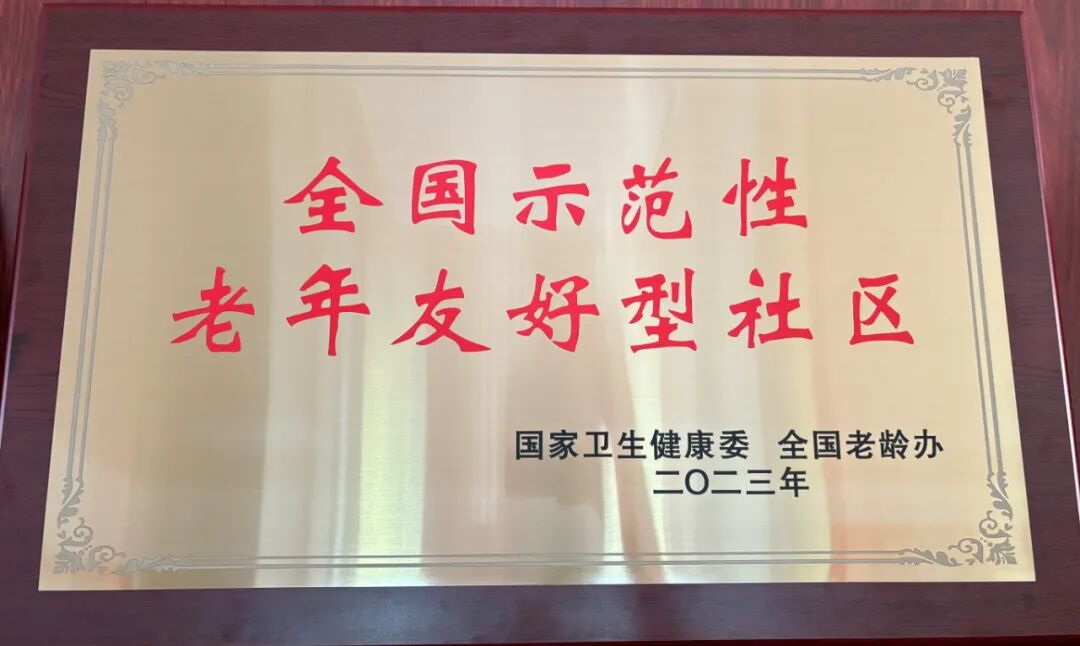 全国示范性
老年友好型社区
国家卫生健康委 全国老龄办
二〇二三年